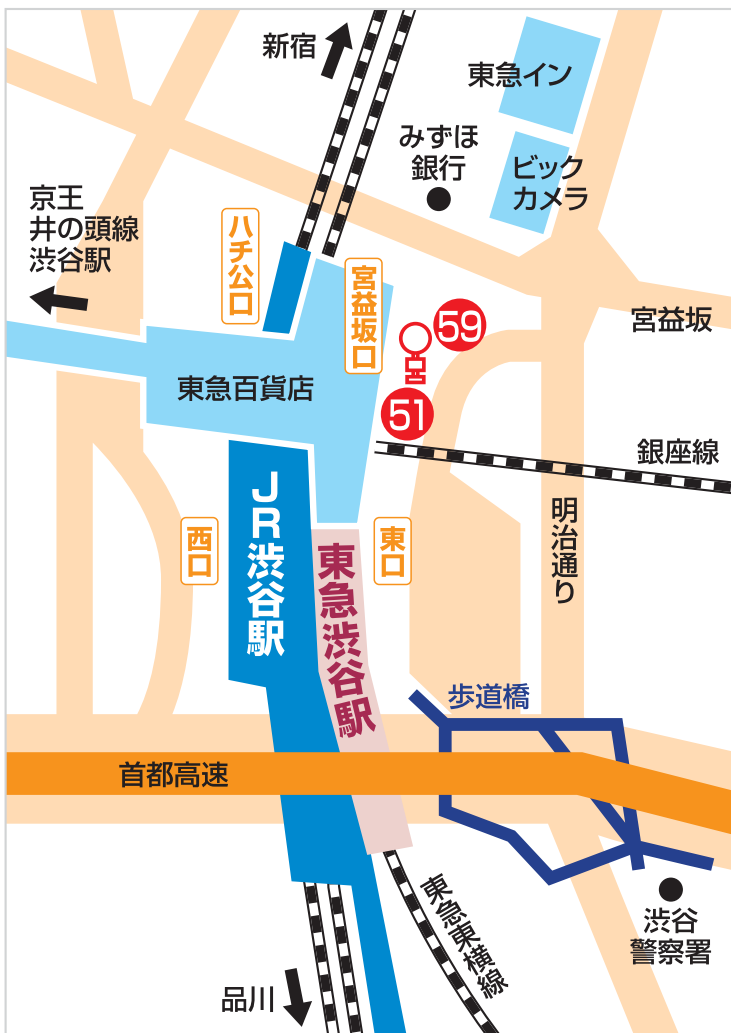 新宿
東急イン
みずほ
銀行
ビック
カメラ
京王
井の頭線
渋谷駅
ハチ公口
宮益坂口
59
宮益坂
東急百貨店
51
銀座線
JR渋谷駅
西口
東口
明治通り
東急渋谷駅
歩道橋
首都高速
東急東横線
渋谷
警察署
品川